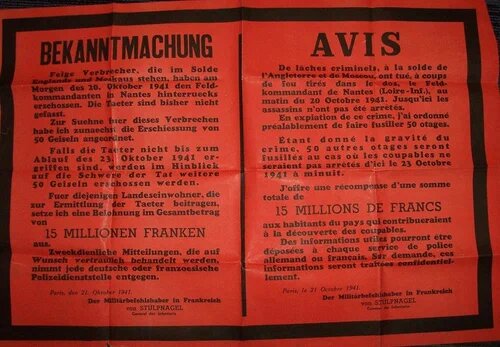 BEKANNTMACHUNG
Feige Verbrecher, die im Solde
Englands und Moskaus stehen, haben am
Morgen des 20. Oktober 1941 den Feld-
kommandanten in Nantes hinterruecks
erschossen. Die Taeter sind bisher nicht
gefasst.
Zur Suehne fuer dieses Verbrechen
habe ich zunaechst die Erschiessung von
50 Geiseln angeordnet.
Falls die Taeter nicht bis zum
Ablauf des 23. Oktober 1941 er-
griffen sind, werden im Hinblick
auf die Schwere der Tat weitere
50 Geiseln erschossen werden.
Fuer diejenigen Landeseinwohner, die
zur Ermittlung der Taeter beitragen,
setze ich eine Belohnung im Gesamtbetrag
von
15 MILLIONEN FRANKEN
aus.
Zweckdienliche Mitteilungen, die auf
Wunsch vertraulich behandelt werden,
nimmt jede deutsche oder franzoesische
Polizeidienststelle entgegen.
Paris, den 21. Oktober 1941.
Der Militärbefehlshaber in Frankreich
von STÜLPNAGEL
General der Infanterie
AVIS
De lâches criminels, à la solde de
l'Angleterre et de Moscou, ont tué, à coups
de feu tirés dans le dos, le Feld-
kommandant de Nantes (Loire-Inf.), au
matin du 20 Octobre 1941. Jusqu'ici les
assassins n'ont pas été arrêtés.
En expiation de ce crime, j'ai ordonné
préalablement de faire fusiller 50 otages.
Étant donné la gravité du
crime, 50 autres otages seront
fusillés au cas où les coupables ne
seraient pas arrêtés d'ici le 23 Octobre
1941 à minuit.
J'offre une récompense d'une somme
totale de
15 MILLIONS DE FRANCS
aux habitants du pays qui contribueraient
à la découverte des coupables.
Des informations utiles pourront être
déposées à chaque service de police
allemand ou français. Sur demande, ces
informations seront traitées confidentiel-
lement.
Paris, le 21 Octobre 1941.
Der Militärbefehlshaber in Frankreich
von STÜLPNAGEL
General der Infanterie